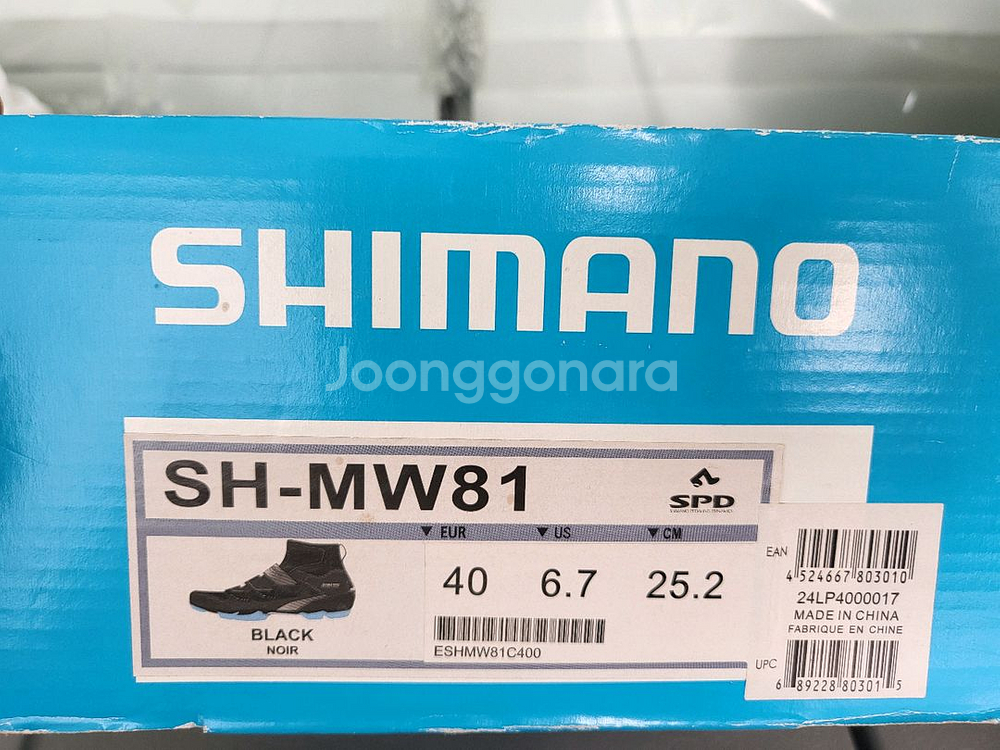 SHIMANO
Joonggonara
SH-MW81
SPD
▼ EUR ▼ US ▼ CM
40 6.7 25.2
BLACK
NOIR
ESHMW81C400
EAN
4 524667 803010
24LP4000017
MADE IN CHINA
FABRIQUE EN CHINE
UPC
6 89228 80301 5